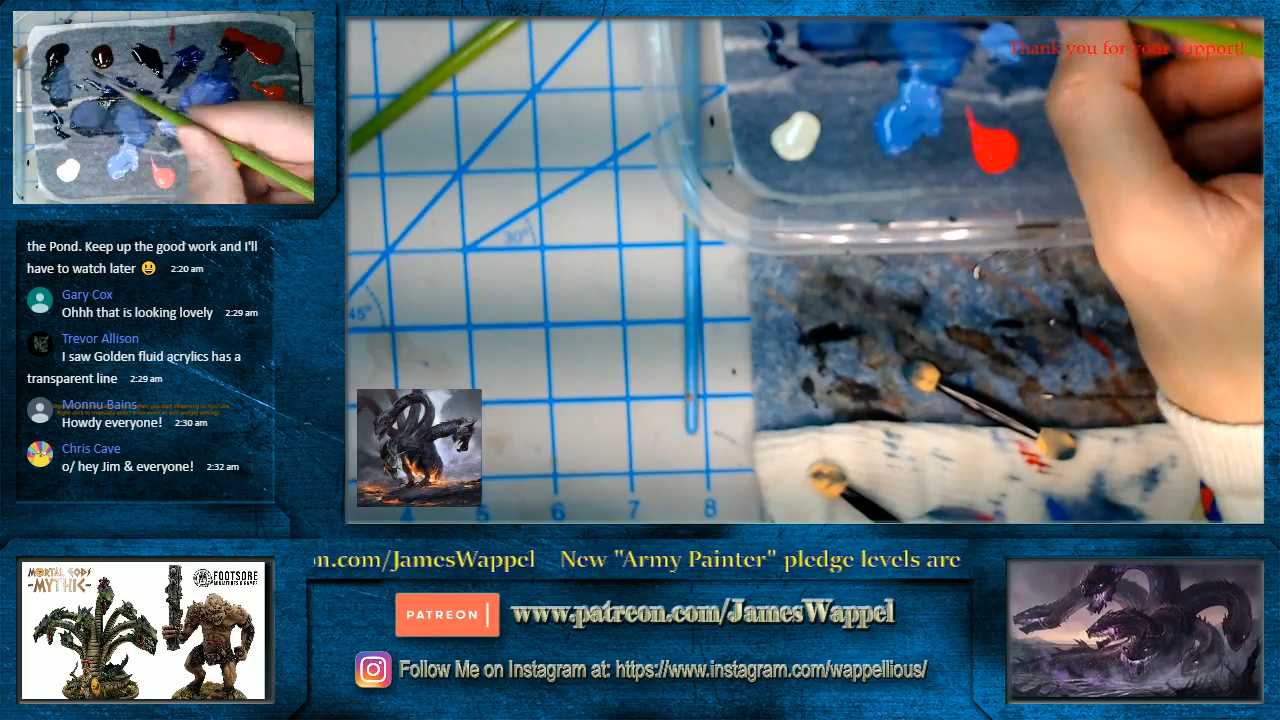 Thank you for your support!
the Pond. Keep up the good work and I'll
have to watch later 😃 2:20 am
Gary Cox
Ohhh that is looking lovely 2:29 am
Trevor Allison
I saw Golden fluid acrylics has a
transparent line 2:29 am
Monnu Bains
Howdy everyone! 2:30 am
Chris Cave
o/ hey Jim & everyone! 2:32 am
30°
45°
4 5 6 7 8
n.com/JamesWappel New "Army Painter" pledge levels are
MORTAL GODS
-MYTHIC-
FOOTSORE
PATREON
www.patreon.com/JamesWappel
Follow Me on Instagram at: https://www.instagram.com/wappellious/